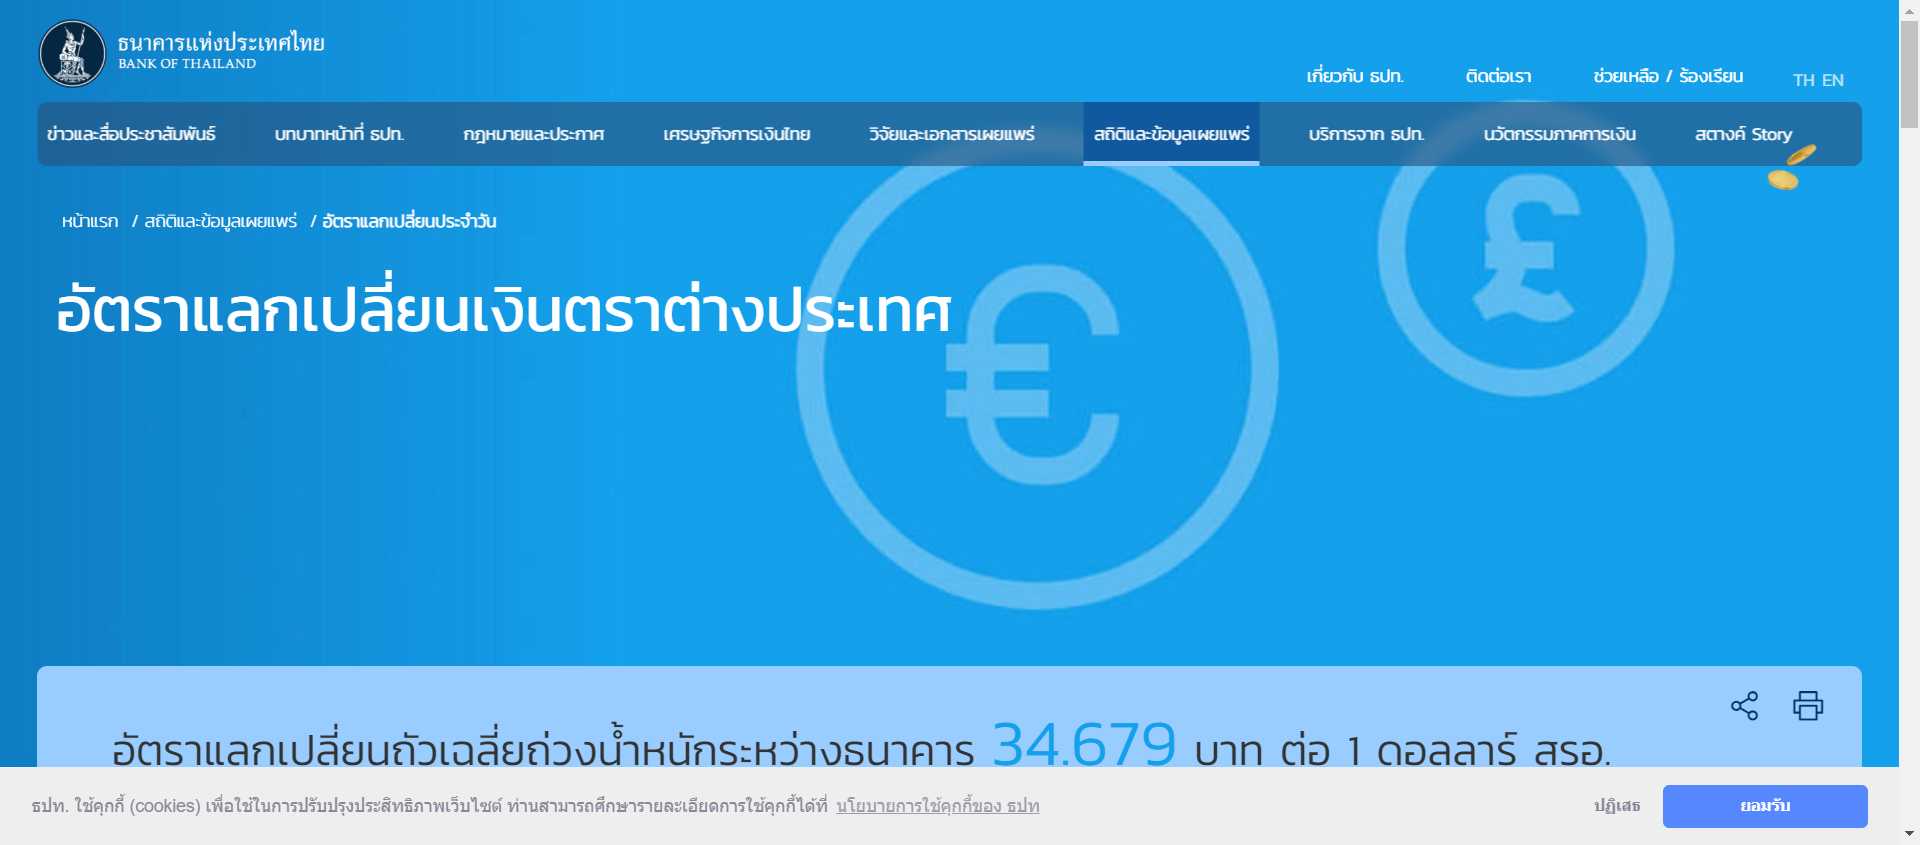 ธนาคารแห่งประเทศไทย
BANK OF THAILAND
เกี่ยวกับ ธปท. ติดต่อเรา ช่วยเหลือ / ร้องเรียน TH EN
ข่าวและสื่อประชาสัมพันธ์ บทบาทหน้าที่ ธปท. กฎหมายและประกาศ เศรษฐกิจการเงินไทย วิจัยและเอกสารเผยแพร่ สถิติและข้อมูลเผยแพร่ บริการจาก ธปท. นวัตกรรมภาคการเงิน สตางค์ Story
หน้าแรก / สถิติและข้อมูลเผยแพร่ / อัตราแลกเปลี่ยนประจำวัน
อัตราแลกเปลี่ยนเงินตราต่างประเทศ
€
£
อัตราแลกเปลี่ยนถัวเฉลี่ยถ่วงน้ำหนักระหว่างธนาคาร 34.679 บาท ต่อ 1 ดอลลาร์ สรอ.
ธปท. ใช้คุกกี้ (cookies) เพื่อใช้ในการปรับปรุงประสิทธิภาพเว็บไซต์ ท่านสามารถศึกษารายละเอียดการใช้คุกกี้ได้ที่ นโยบายการใช้คุกกี้ของ ธปท ปฏิเสธ ยอมรับ